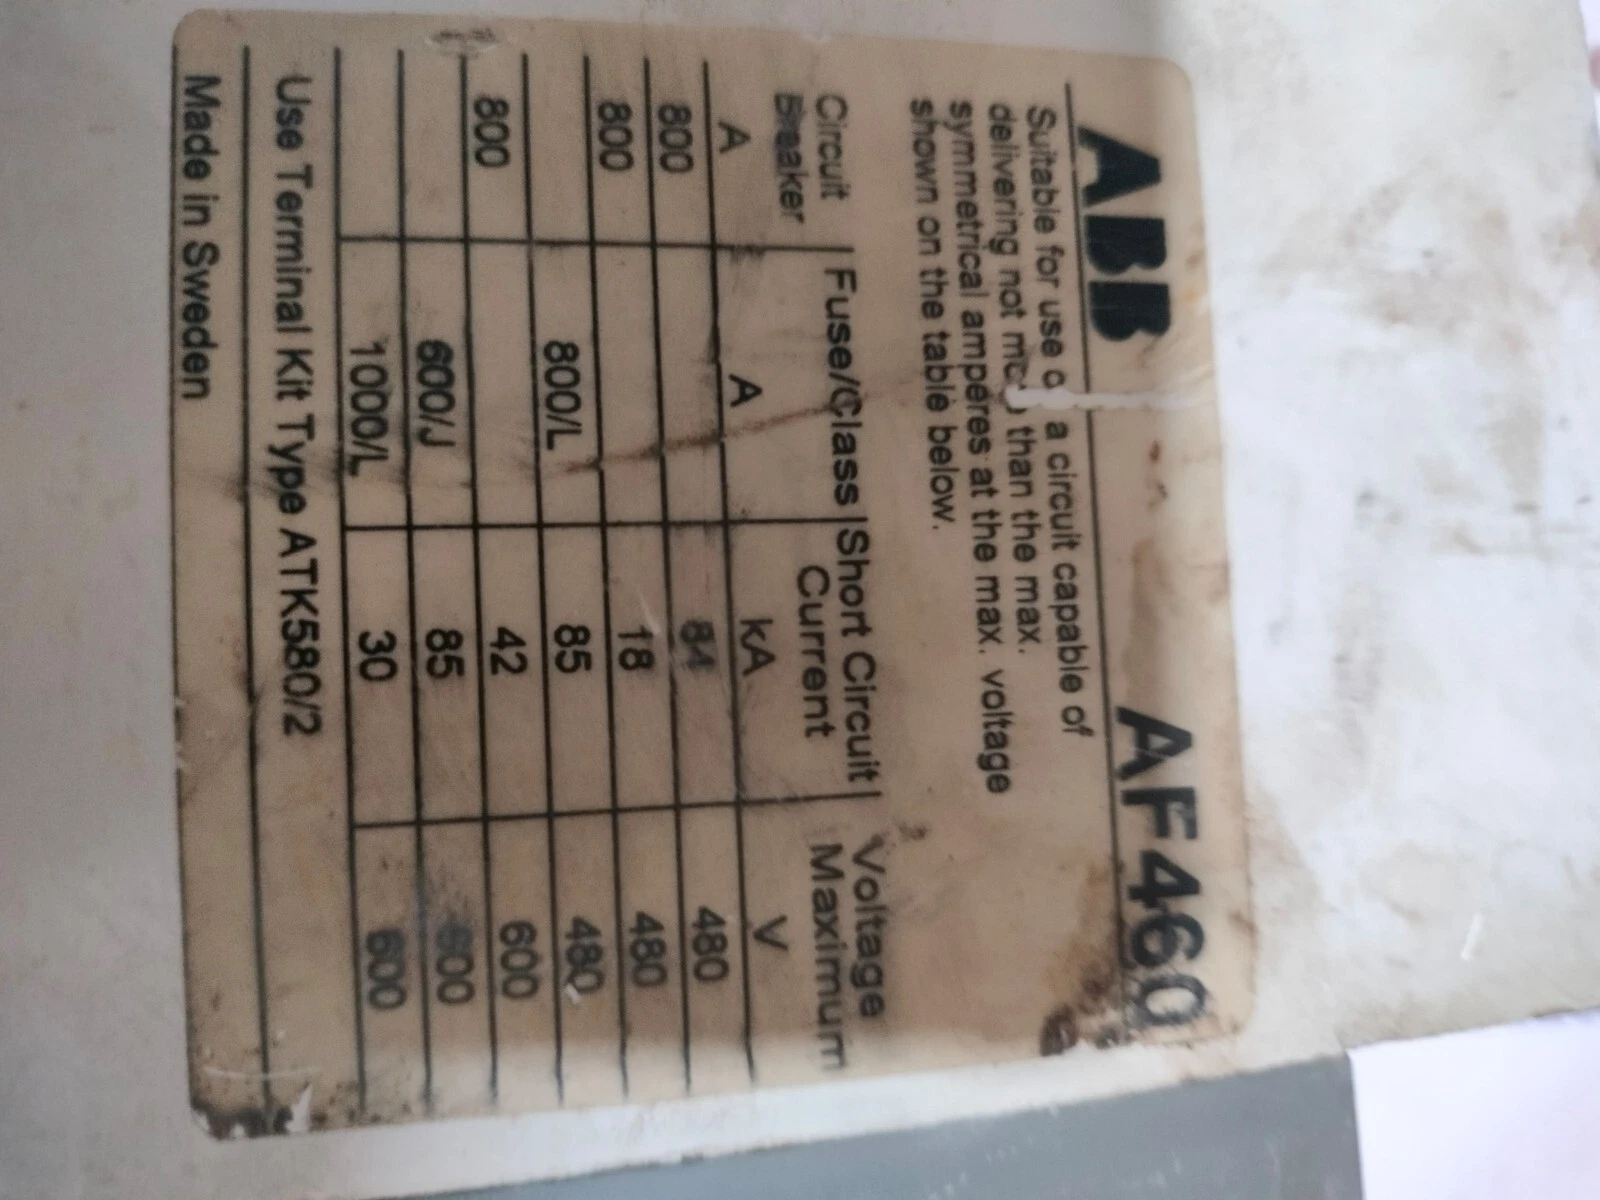 ABB AF460
Suitable for use o a circuit capable of
delivering not more than the max.
symmetrical amperes at the max. voltage
shown on the table below.
Circuit Fuse/Class Short Circuit Voltage
Breaker Current Maximum
A A kA V
800 480
800 18 480
800/L 85 480
800 42 600
600/J 85 600
1000/L 30 600
Use Terminal Kit Type ATK580/2
Made in Sweden